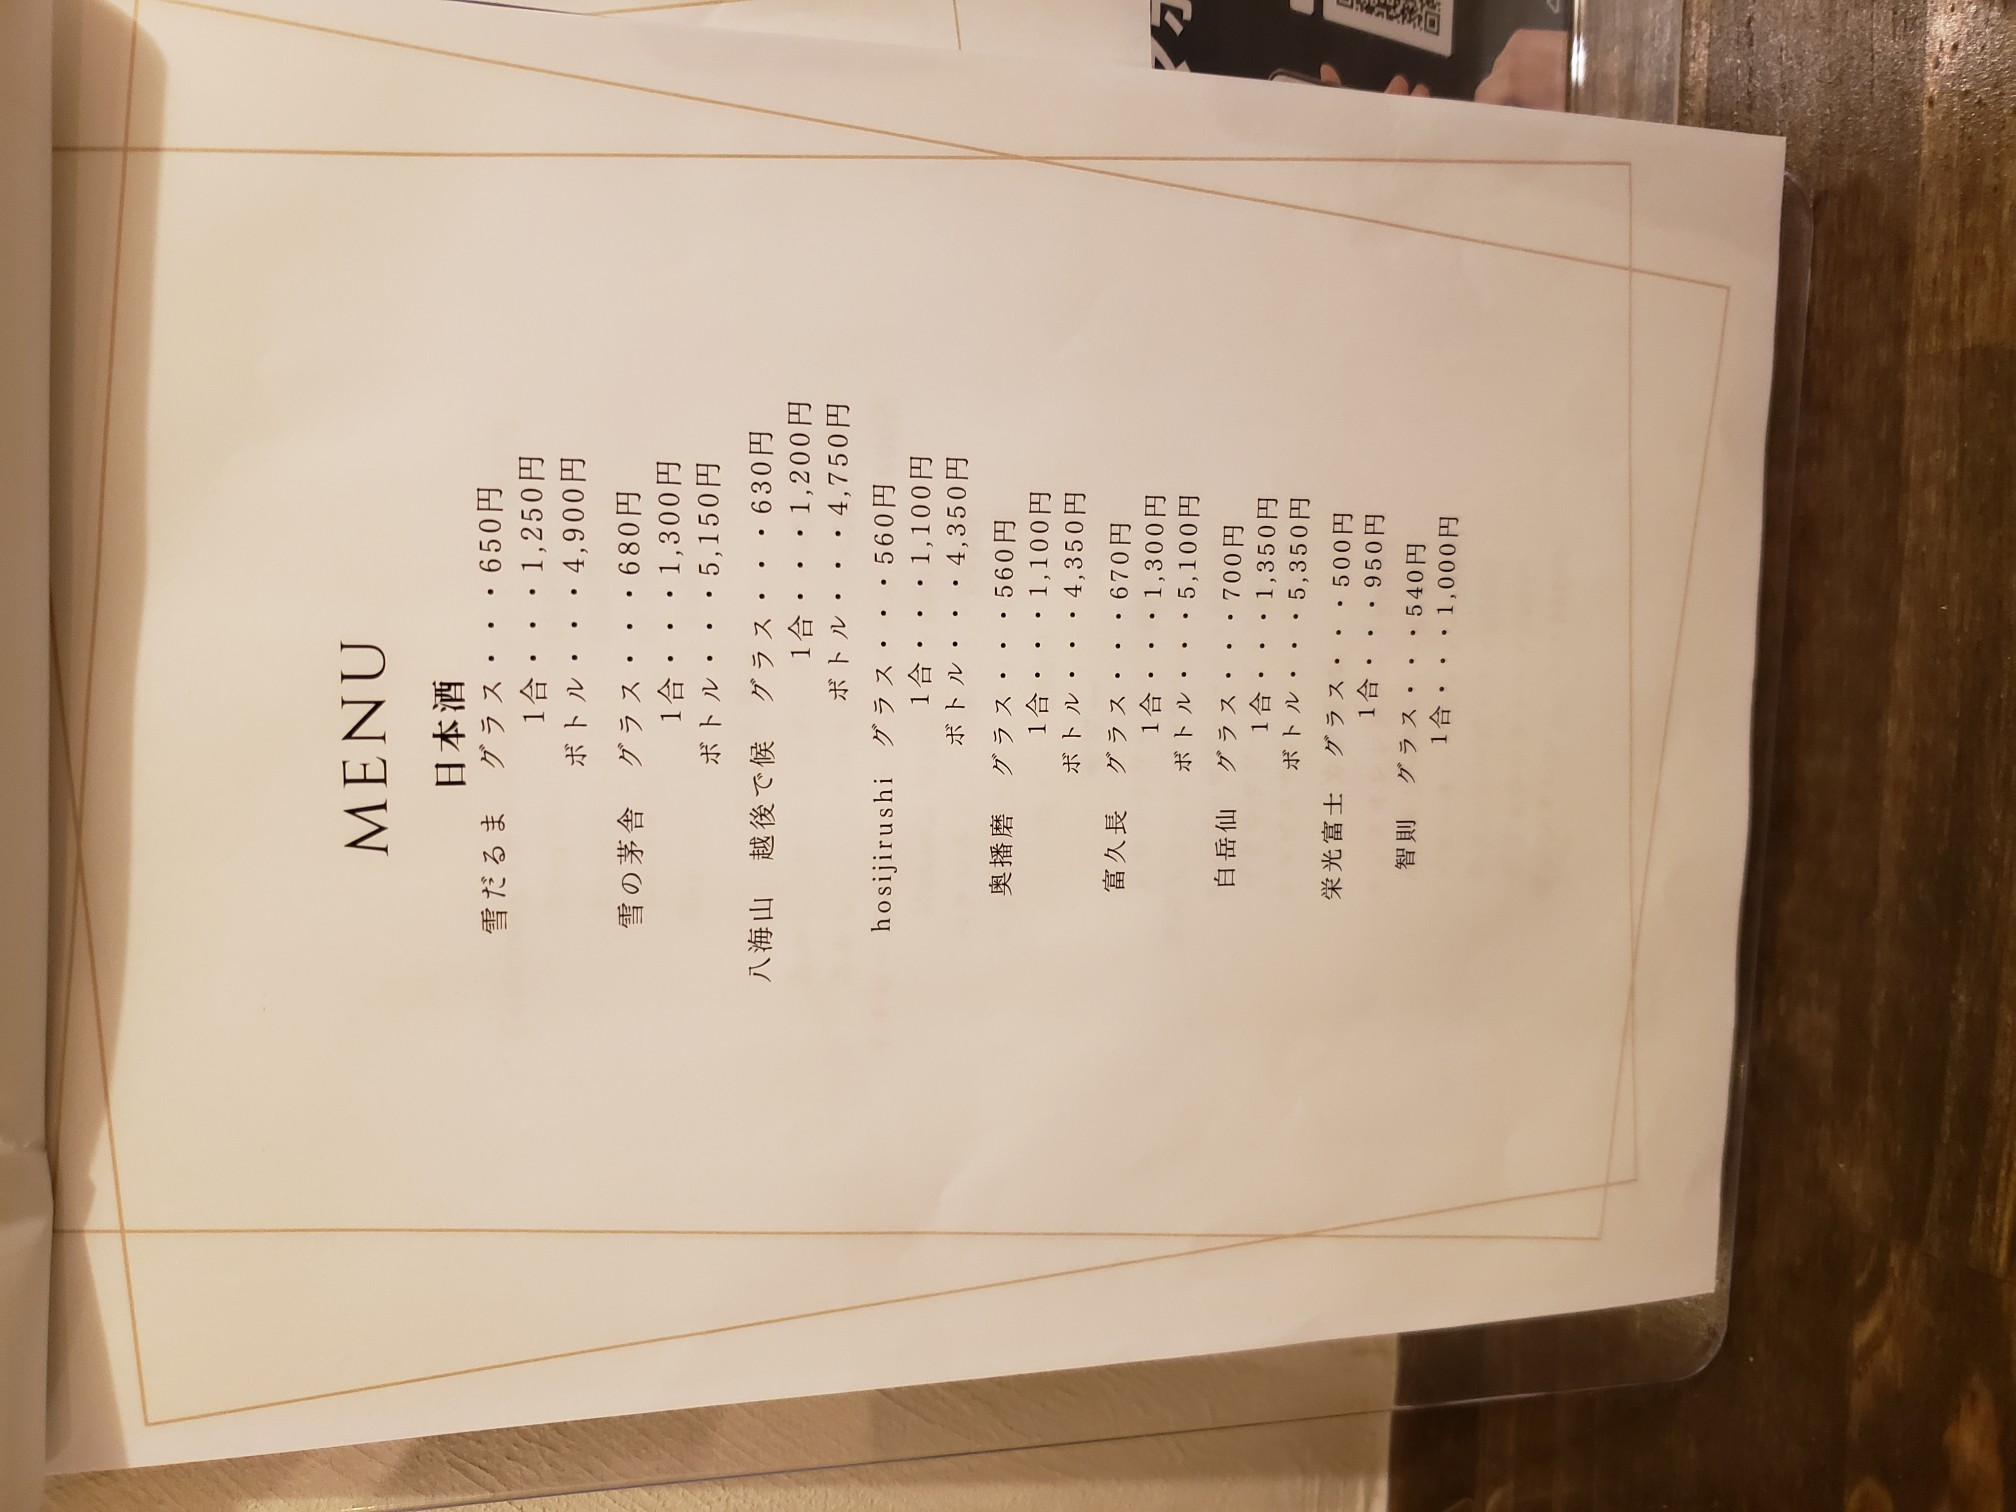 MENU
日本酒
雪だるま　グラス・・・650円
1合・・・1,250円
ボトル・・・4,900円
雪の茅舎　グラス・・・680円
1合・・・1,300円
ボトル・・・5,150円
八海山　越後で候　グラス・・・630円
1合・・・1,200円
ボトル・・・4,750円
hosijirushi　グラス・・・560円
1合・・・1,100円
ボトル・・・4,350円
奥播磨　グラス・・・560円
1合・・・1,100円
ボトル・・・4,350円
富久長　グラス・・・670円
1合・・・1,300円
ボトル・・・5,100円
白岳仙　グラス・・・700円
1合・・・1,350円
ボトル・・・5,350円
栄光富士　グラス・・・500円
1合・・・950円
智則　グラス・・・540円
1合・・・1,000円